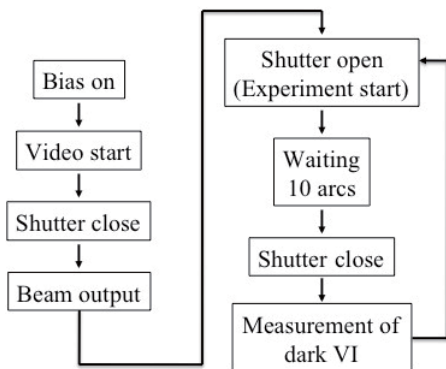 Bias on
Video start
Shutter close
Beam output
Shutter open
(Experiment start)
Waiting
10 arcs
Shutter close
Measurement of
dark VI